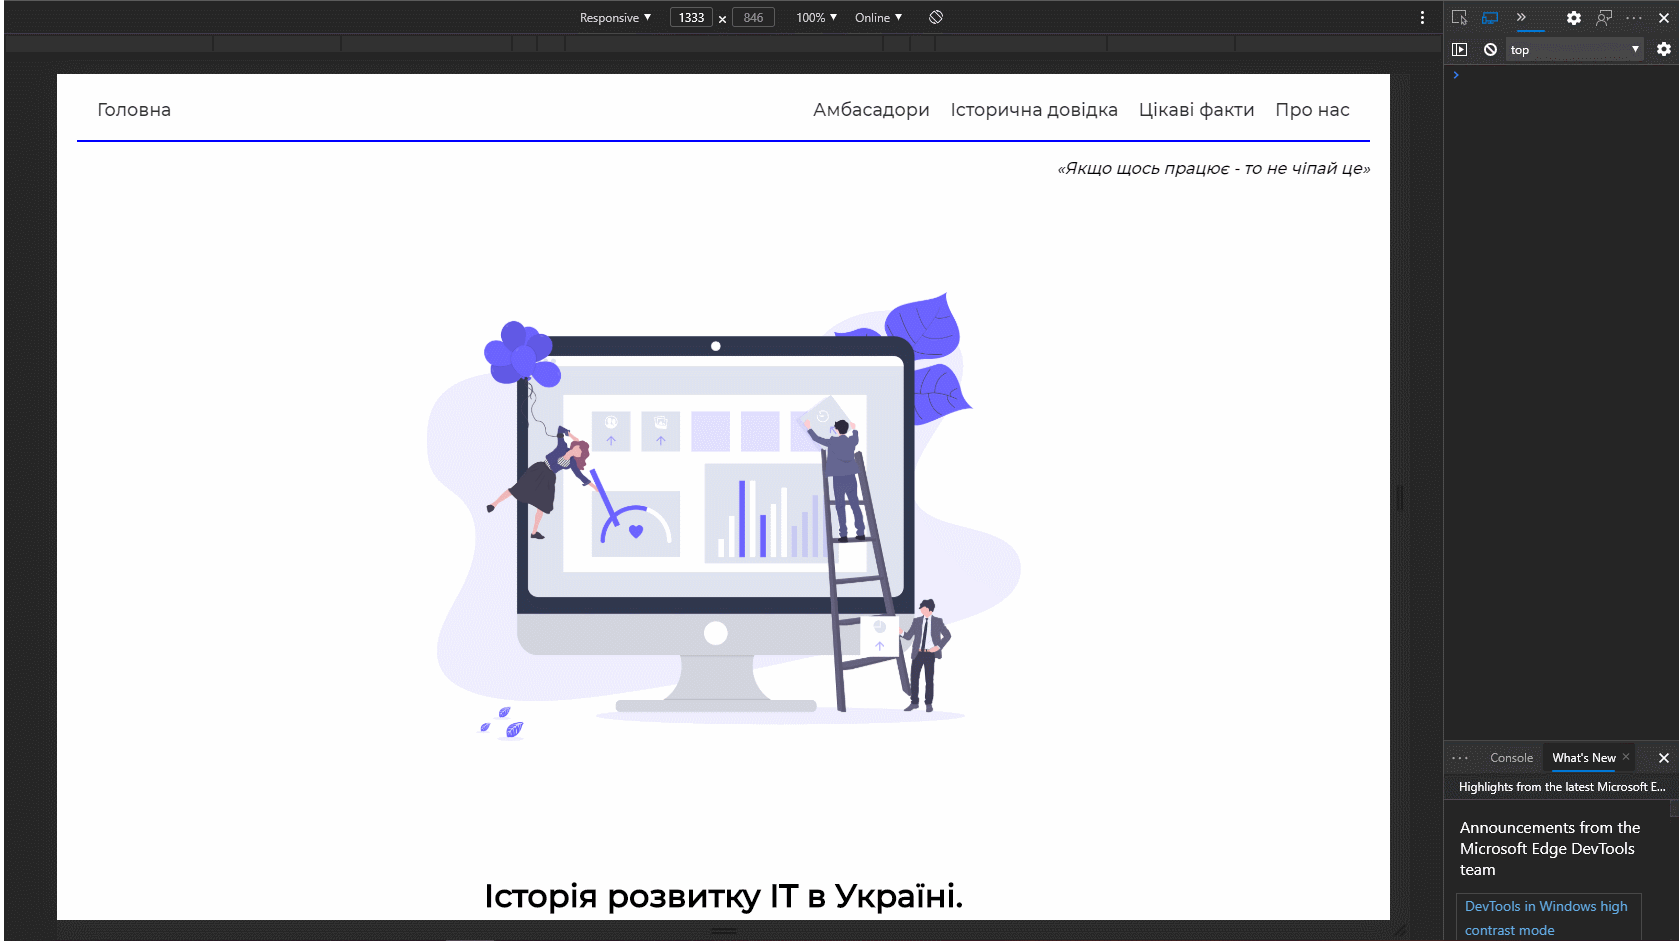 Responsive
1333 × 846
100%
Online
top
Головна
Амбасадори
Історична довідка
Цікаві факти
Про нас
«Якщо щось працює - то не чіпай це»
Історія розвитку ІТ в Україні.
Console
What's New
Highlights from the latest Microsoft E...
Announcements from the
Microsoft Edge DevTools
team
DevTools in Windows high
contrast mode